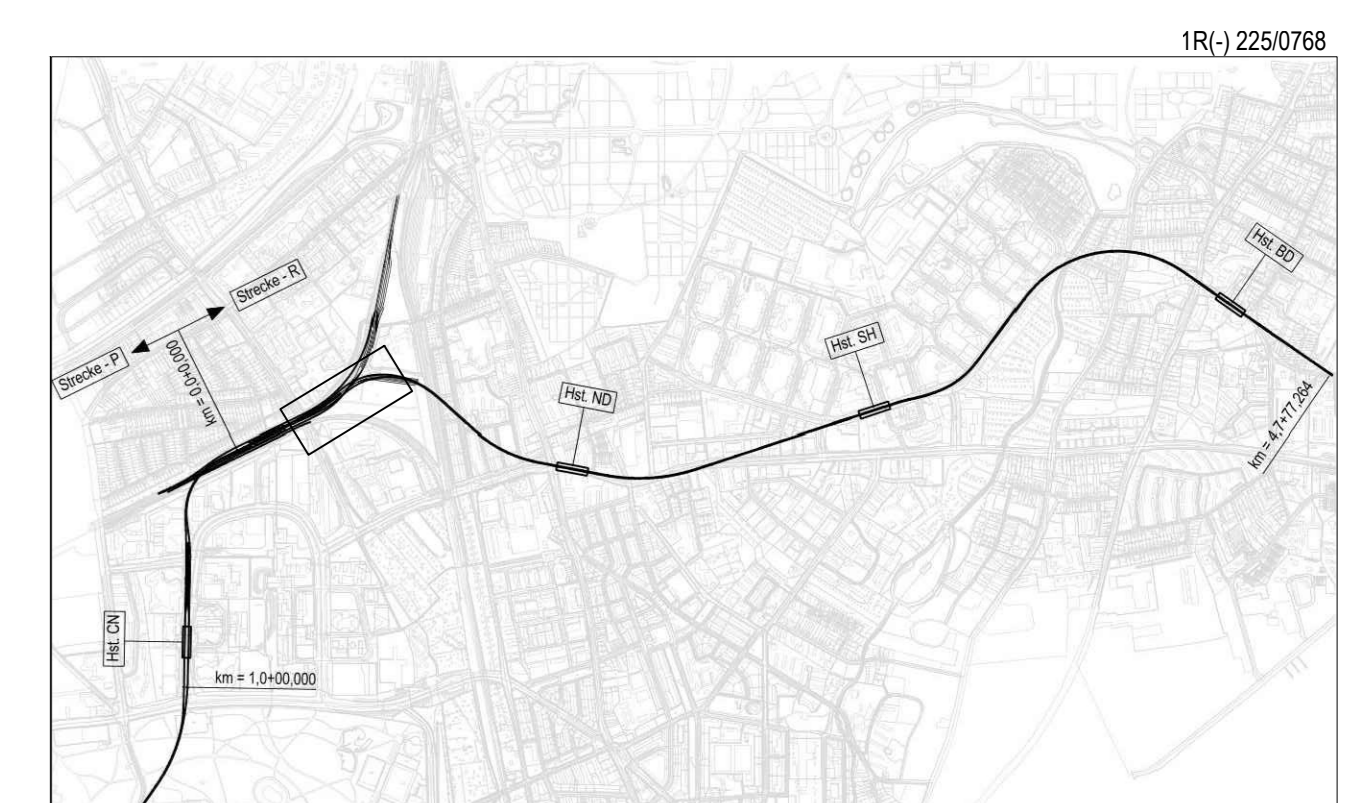 1R(-) 225/0768
Hst. BD
Strecke - R
Strecke - P
km = 0,0+0,000
Hst. SH
Hst. ND
km = 4,7+77,264
Hst. CN
km = 1,0+00,000